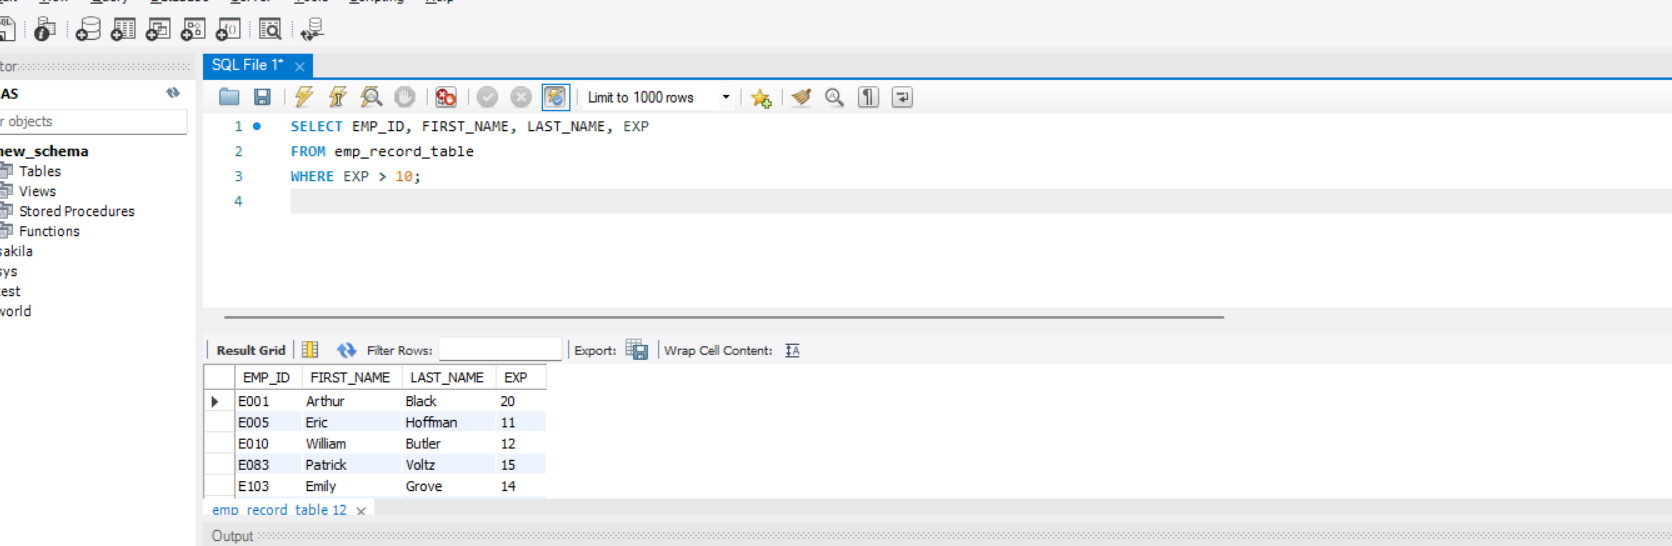 SQL File 1*
AS
r objects
Limit to 1000 rows
1 SELECT EMP_ID, FIRST_NAME, LAST_NAME, EXP
2 FROM emp_record_table
3 WHERE EXP > 10;
4
new_schema
Tables
Views
Stored Procedures
Functions
sakila
sys
test
world
Result Grid Filter Rows: Export: Wrap Cell Content:
EMP_ID FIRST_NAME LAST_NAME EXP
E001 Arthur Black 20
E005 Eric Hoffman 11
E010 William Butler 12
E083 Patrick Voltz 15
E103 Emily Grove 14
emp_record_table 12
Output